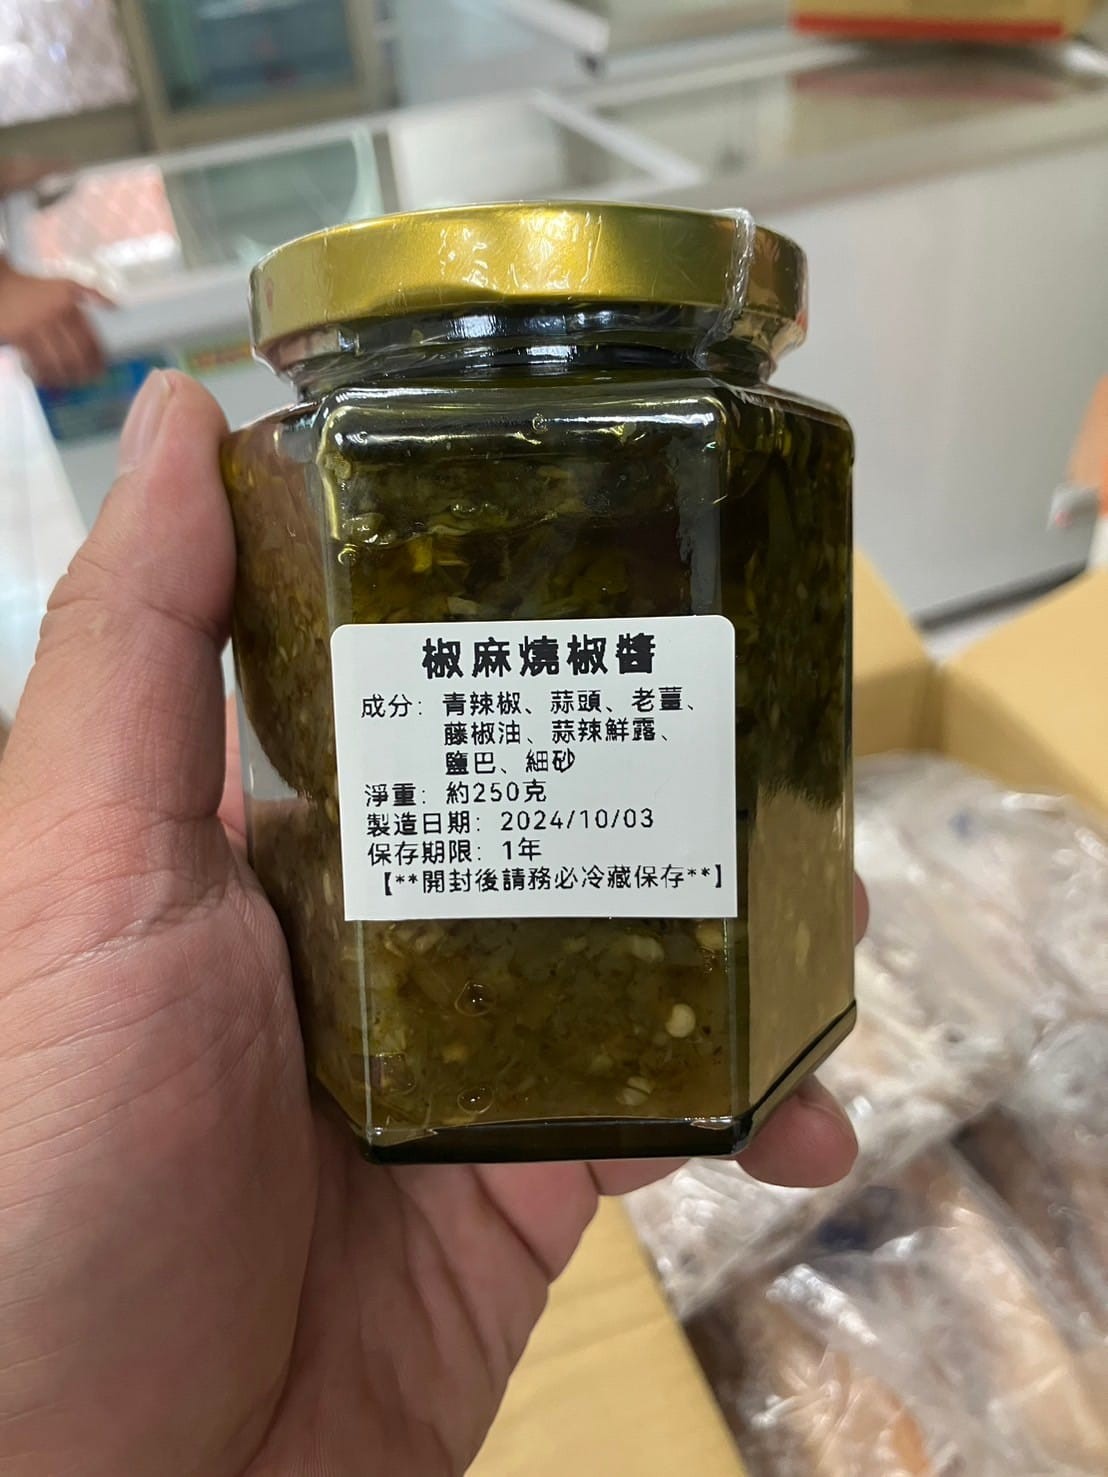 椒麻燒椒醬
成分: 青辣椒、蒜頭、老薑、
藤椒油、蒜辣鮮露、
鹽巴、細砂
淨重: 約250克
製造日期: 2024/10/03
保存期限: 1年
【**開封後請務必冷藏保存**】